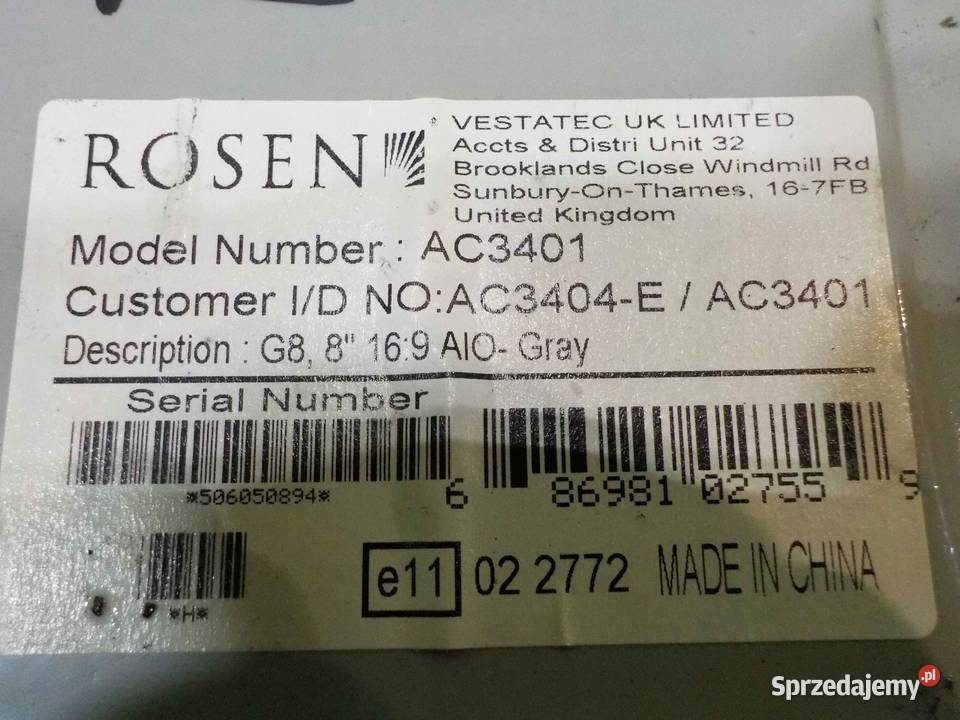 ROSEN
VESTATEC UK LIMITED
Accts & Distri Unit 32
Brooklands Close Windmill Rd
Sunbury-On-Thames, 16-7FB
United Kingdom
Model Number : AC3401
Customer I/D NO:AC3404-E / AC3401
Description : G8, 8" 16:9 AIO- Gray
Serial Number
*506050894*
6 86981 02755 9
*H*
e11 02 2772 MADE IN CHINA
Sprzedajemy.pl